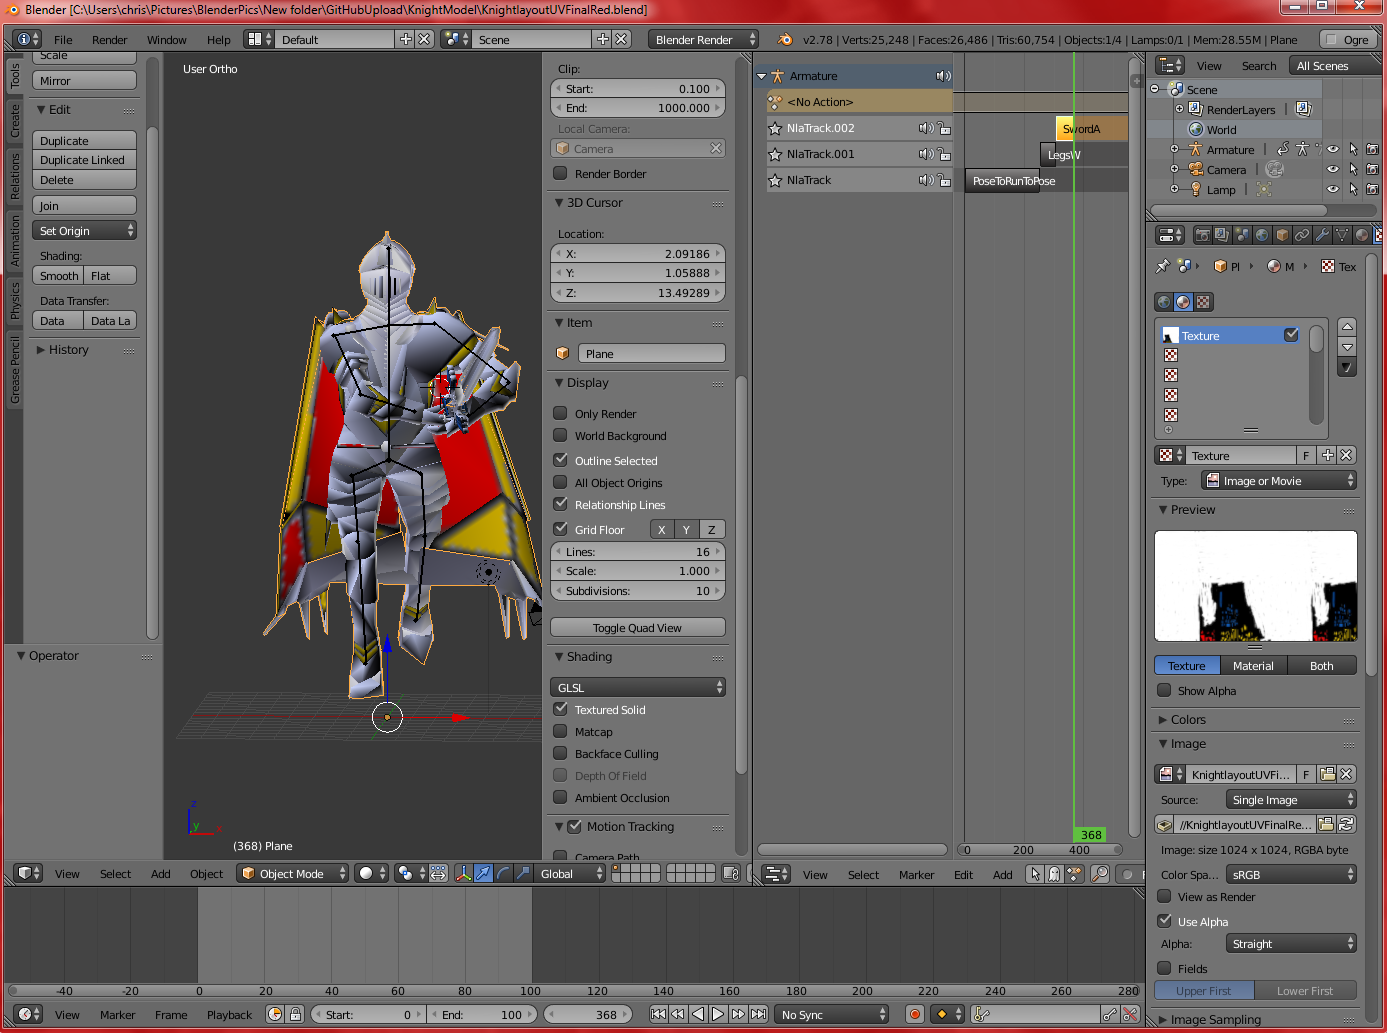 Blender [C:\Users\chris\Pictures\BlenderPics\New folder\GitHubUpload\KnightModel\KnightlayoutUVFinalRed.blend]
File Render Window Help Default Scene Blender Render v2.78 | Verts:25,248 | Faces:26,486 | Tris:60,754 | Objects:1/4 | Lamps:0/1 | Mem:28.55M | Plane Ogre
Tools
Create
Relations
Animation
Physics
Grease Pencil
Scale
Mirror
Edit
Duplicate
Duplicate Linked
Delete
Join
Set Origin
Shading:
Smooth Flat
Data Transfer:
Data Data La
History
Operator
User Ortho
z
y
x
(368) Plane
Clip:
Start: 0.100
End: 1000.000
Local Camera:
Camera
Render Border
3D Cursor
Location:
X: 2.09186
Y: 1.05888
Z: 13.49289
Item
Plane
Display
Only Render
World Background
Outline Selected
All Object Origins
Relationship Lines
Grid Floor X Y Z
Lines: 16
Scale: 1.000
Subdivisions: 10
Toggle Quad View
Shading
GLSL
Textured Solid
Matcap
Backface Culling
Depth Of Field
Ambient Occlusion
Motion Tracking
Camera Path
View Select Add Object Object Mode Global
Armature
<No Action>
NlaTrack.002 SwordA
NlaTrack.001 LegsW
NlaTrack PoseToRunToPose
368
0 200 400
View Select Marker Edit Add F
View Search All Scenes
Scene
RenderLayers
World
Armature
Camera
Lamp
Pl M Tex
Texture
Texture F
Type: Image or Movie
Preview
Texture Material Both
Show Alpha
Colors
Image
KnightlayoutUVFi... F
Source: Single Image
//KnightlayoutUVFinalRe...
Image: size 1024 x 1024, RGBA byte
Color Spa... sRGB
View as Render
Use Alpha
Alpha: Straight
Fields
Upper First Lower First
Image Sampling
-40 -20 0 20 40 60 80 100 120 140 160 180 200 220 240 260 280
View Marker Frame Playback Start: 0 End: 100 368 No Sync